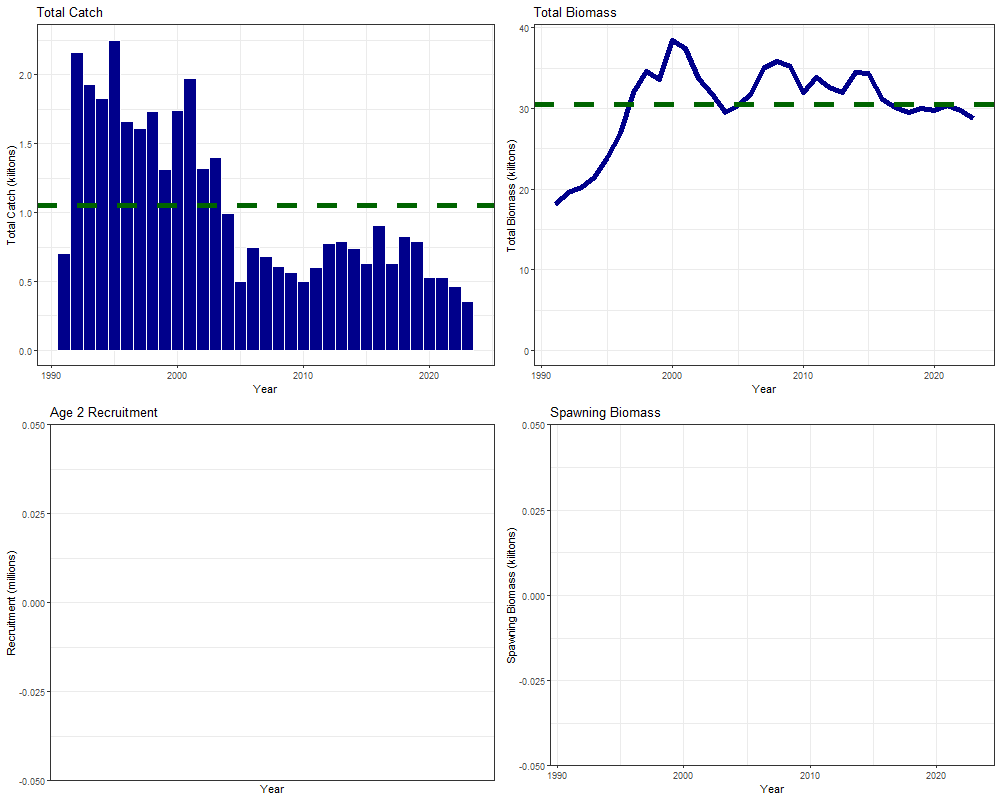 Total Catch
Total Catch (kilitons)
2.0
1.5
1.0
0.5
0.0
1990 2000 2010 2020
Year
Total Biomass
Total Biomass (kilitons)
40
30
20
10
0
1990 2000 2010 2020
Year
Age 2 Recruitment
Recruitment (millions)
0.050
0.025
0.000
-0.025
-0.050
Year
Spawning Biomass
Spawning Biomass (kilitons)
0.050
0.025
0.000
-0.025
-0.050
1990 2000 2010 2020
Year